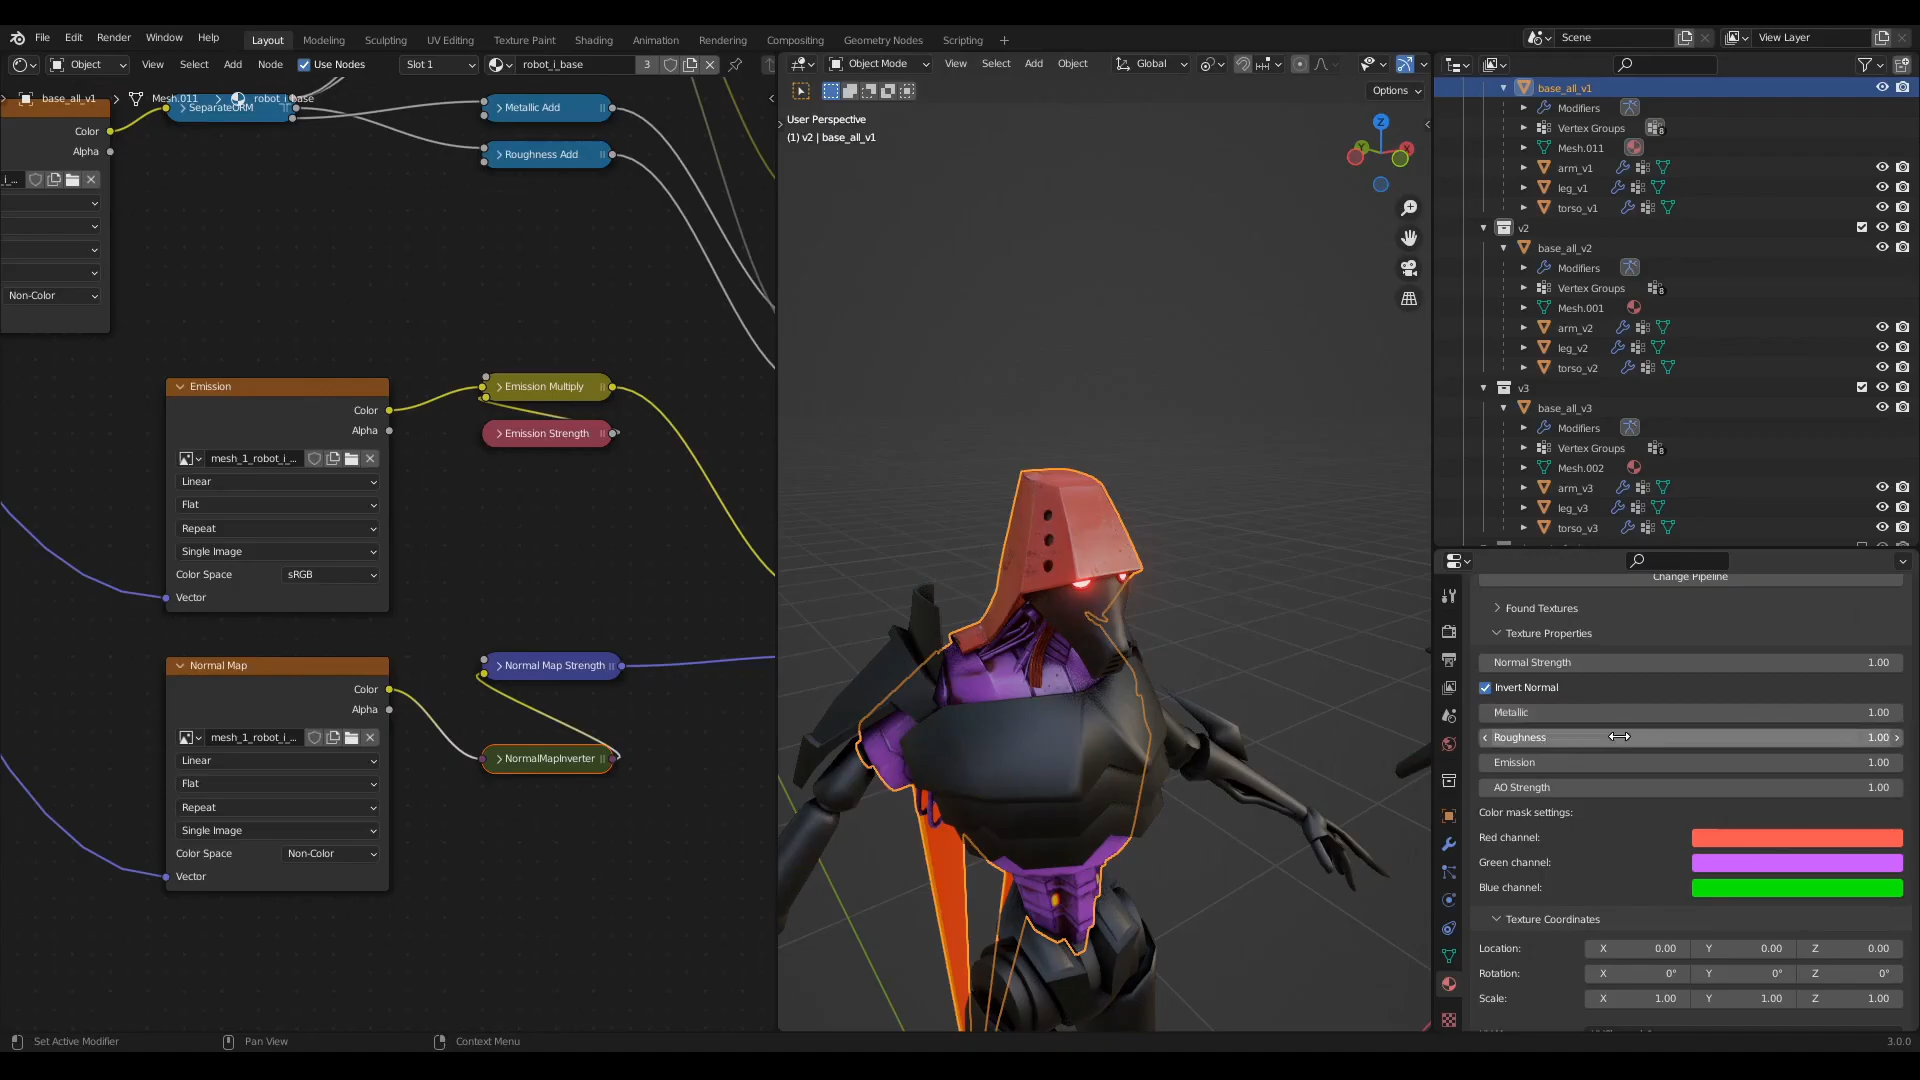 File Edit Render Window Help Layout Modeling Sculpting UV Editing Texture Paint Shading Animation Rendering Compositing Geometry Nodes Scripting + Scene View Layer
Object View Select Add Node Use Nodes Slot 1 robot_i_base 3
base_all_v1 > Mesh.011 > robot_i_base
SeparateORM
Color
Alpha
i_...
Non-Color
Metallic Add
Roughness Add
Emission
Color
Alpha
mesh_1_robot_i_...
Linear
Flat
Repeat
Single Image
Color Space sRGB
Vector
Emission Multiply
Emission Strength
Normal Map
Color
Alpha
mesh_1_robot_i_...
Linear
Flat
Repeat
Single Image
Color Space Non-Color
Vector
Normal Map Strength
NormalMapInverter
Object Mode View Select Add Object Global
Options
User Perspective
(1) v2 | base_all_v1
Z
Y
X
base_all_v1
Modifiers
Vertex Groups 8
Mesh.011
arm_v1
leg_v1
torso_v1
v2
base_all_v2
Modifiers
Vertex Groups 8
Mesh.001
arm_v2
leg_v2
torso_v2
v3
base_all_v3
Modifiers
Vertex Groups 8
Mesh.002
arm_v3
leg_v3
torso_v3
Change Pipeline
Found Textures
Texture Properties
Normal Strength 1.00
Invert Normal
Metallic 1.00
Roughness 1.00
Emission 1.00
AO Strength 1.00
Color mask settings:
Red channel:
Green channel:
Blue channel:
Texture Coordinates
Location: X 0.00 Y 0.00 Z 0.00
Rotation: X 0° Y 0° Z 0°
Scale: X 1.00 Y 1.00 Z 1.00
Set Active Modifier Pan View Context Menu 3.0.0